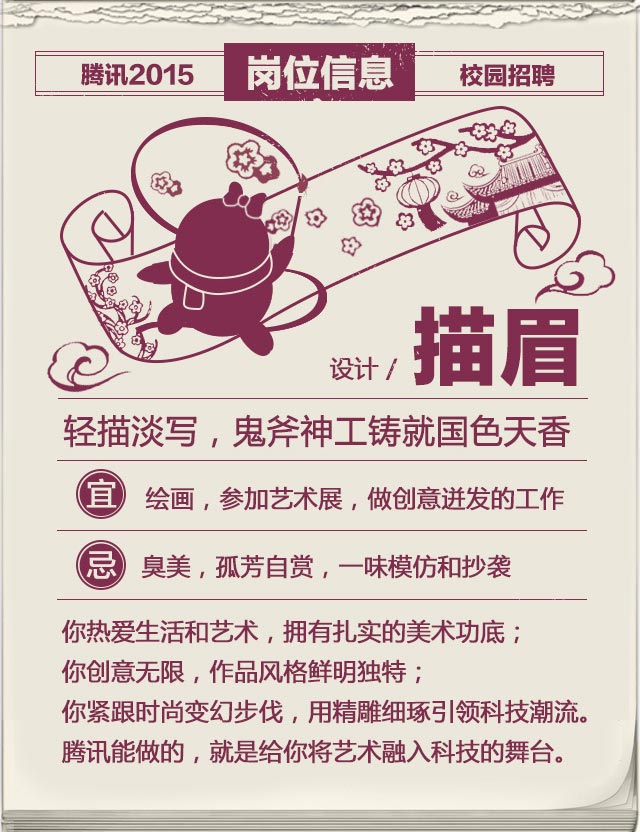 腾讯2015 岗位信息 校园招聘
设计 / 描眉
轻描淡写，鬼斧神工铸就国色天香
宜 绘画，参加艺术展，做创意迸发的工作
忌 臭美，孤芳自赏，一味模仿和抄袭
你热爱生活和艺术，拥有扎实的美术功底；
你创意无限，作品风格鲜明独特；
你紧跟时尚变幻步伐，用精雕细琢引领科技潮流。
腾讯能做的，就是给你将艺术融入科技的舞台。